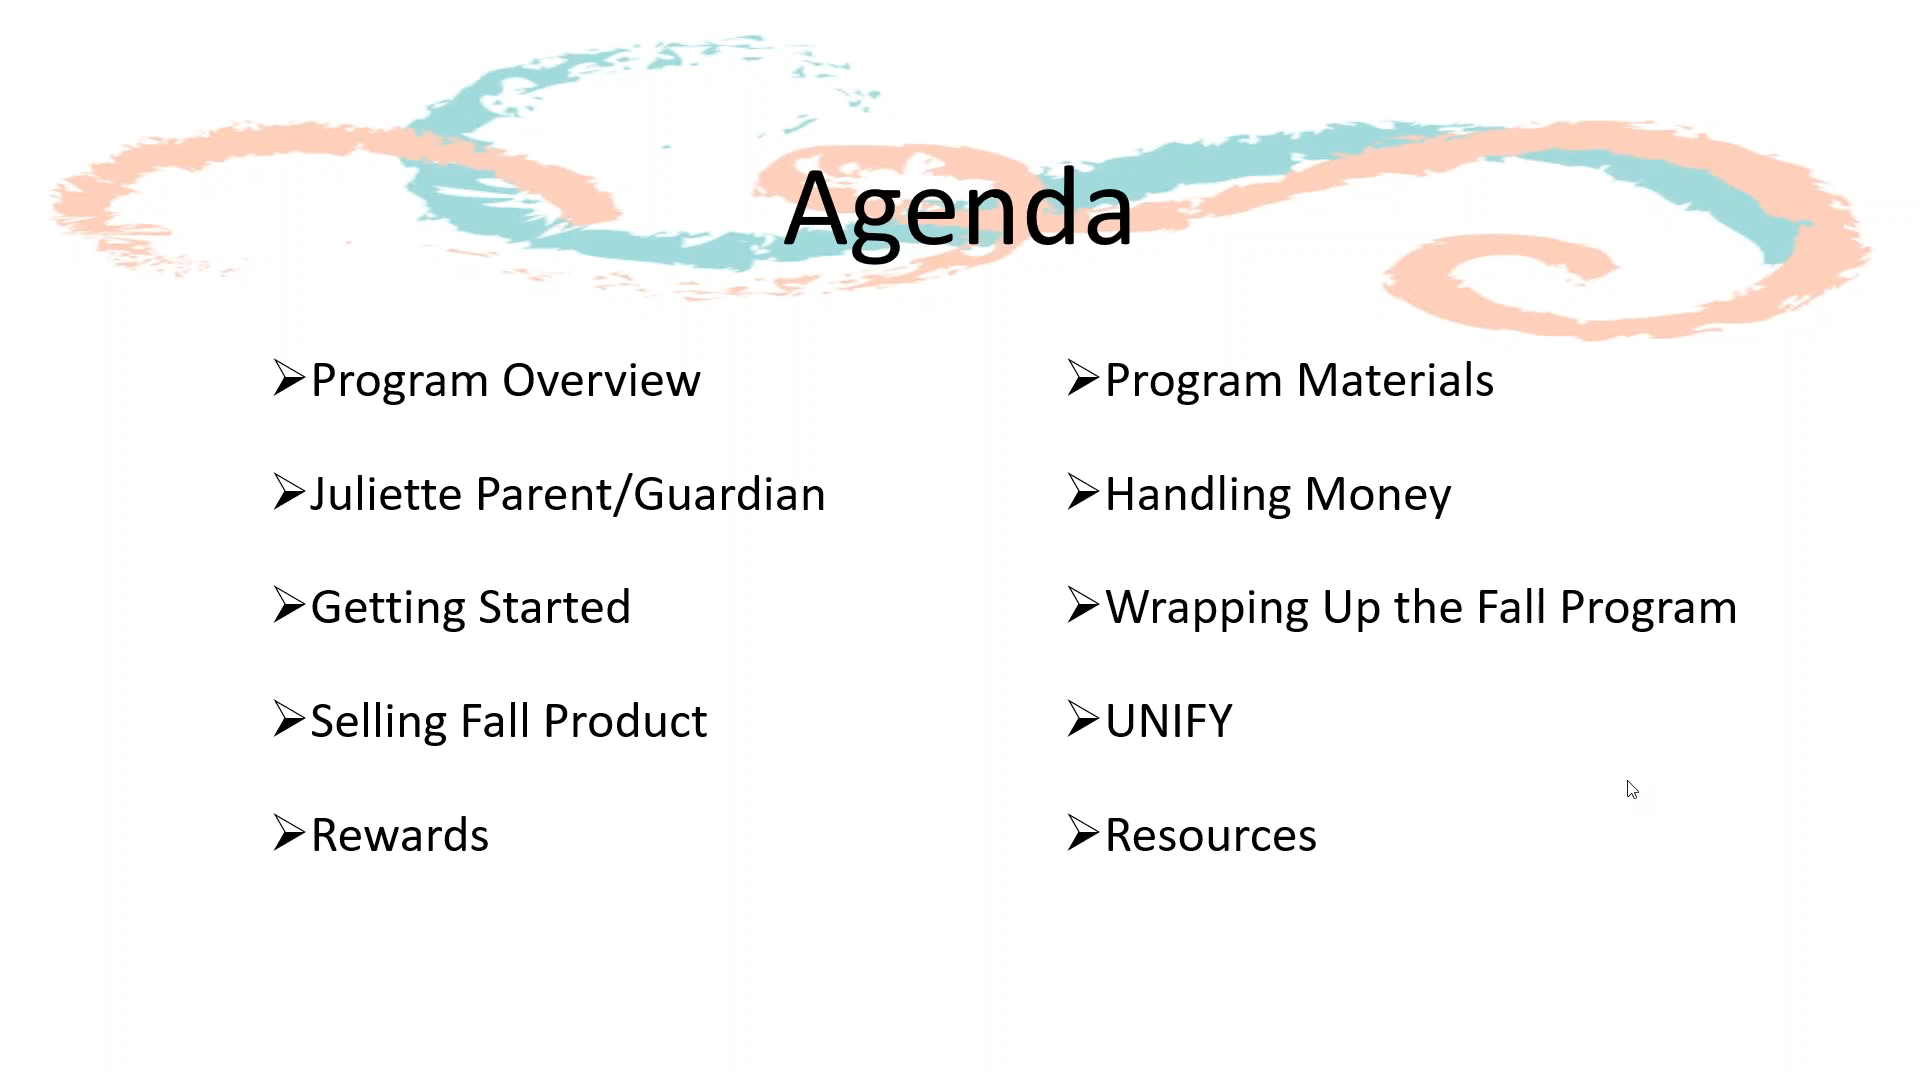 Agenda
➢Program Overview
➢Juliette Parent/Guardian
➢Getting Started
➢Selling Fall Product
➢Rewards
➢Program Materials
➢Handling Money
➢Wrapping Up the Fall Program
➢UNIFY
➢Resources